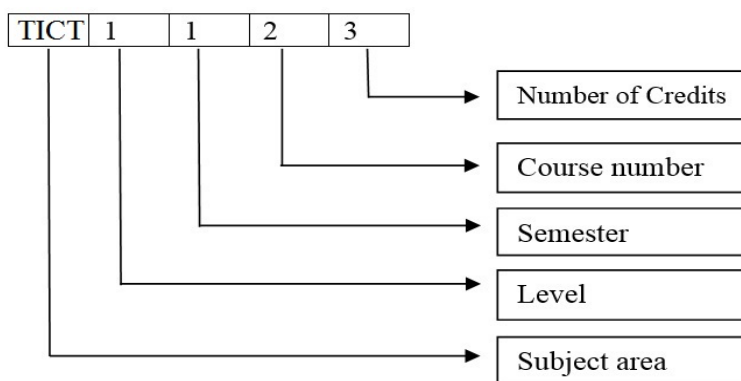 TICT 1 1 2 3
Number of Credits
Course number
Semester
Level
Subject area